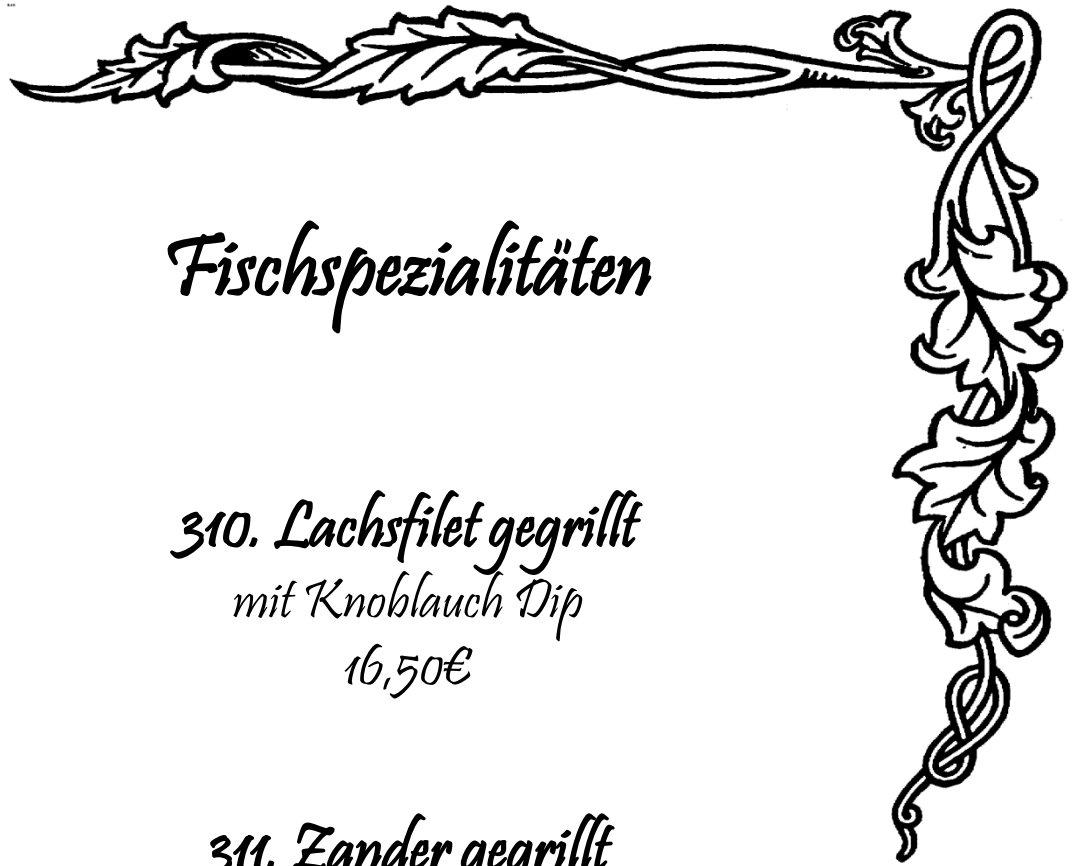 Fischspezialitäten
310. Lachsfilet gegrillt
mit Knoblauch Dip
16,50€
311. Zander gegrillt